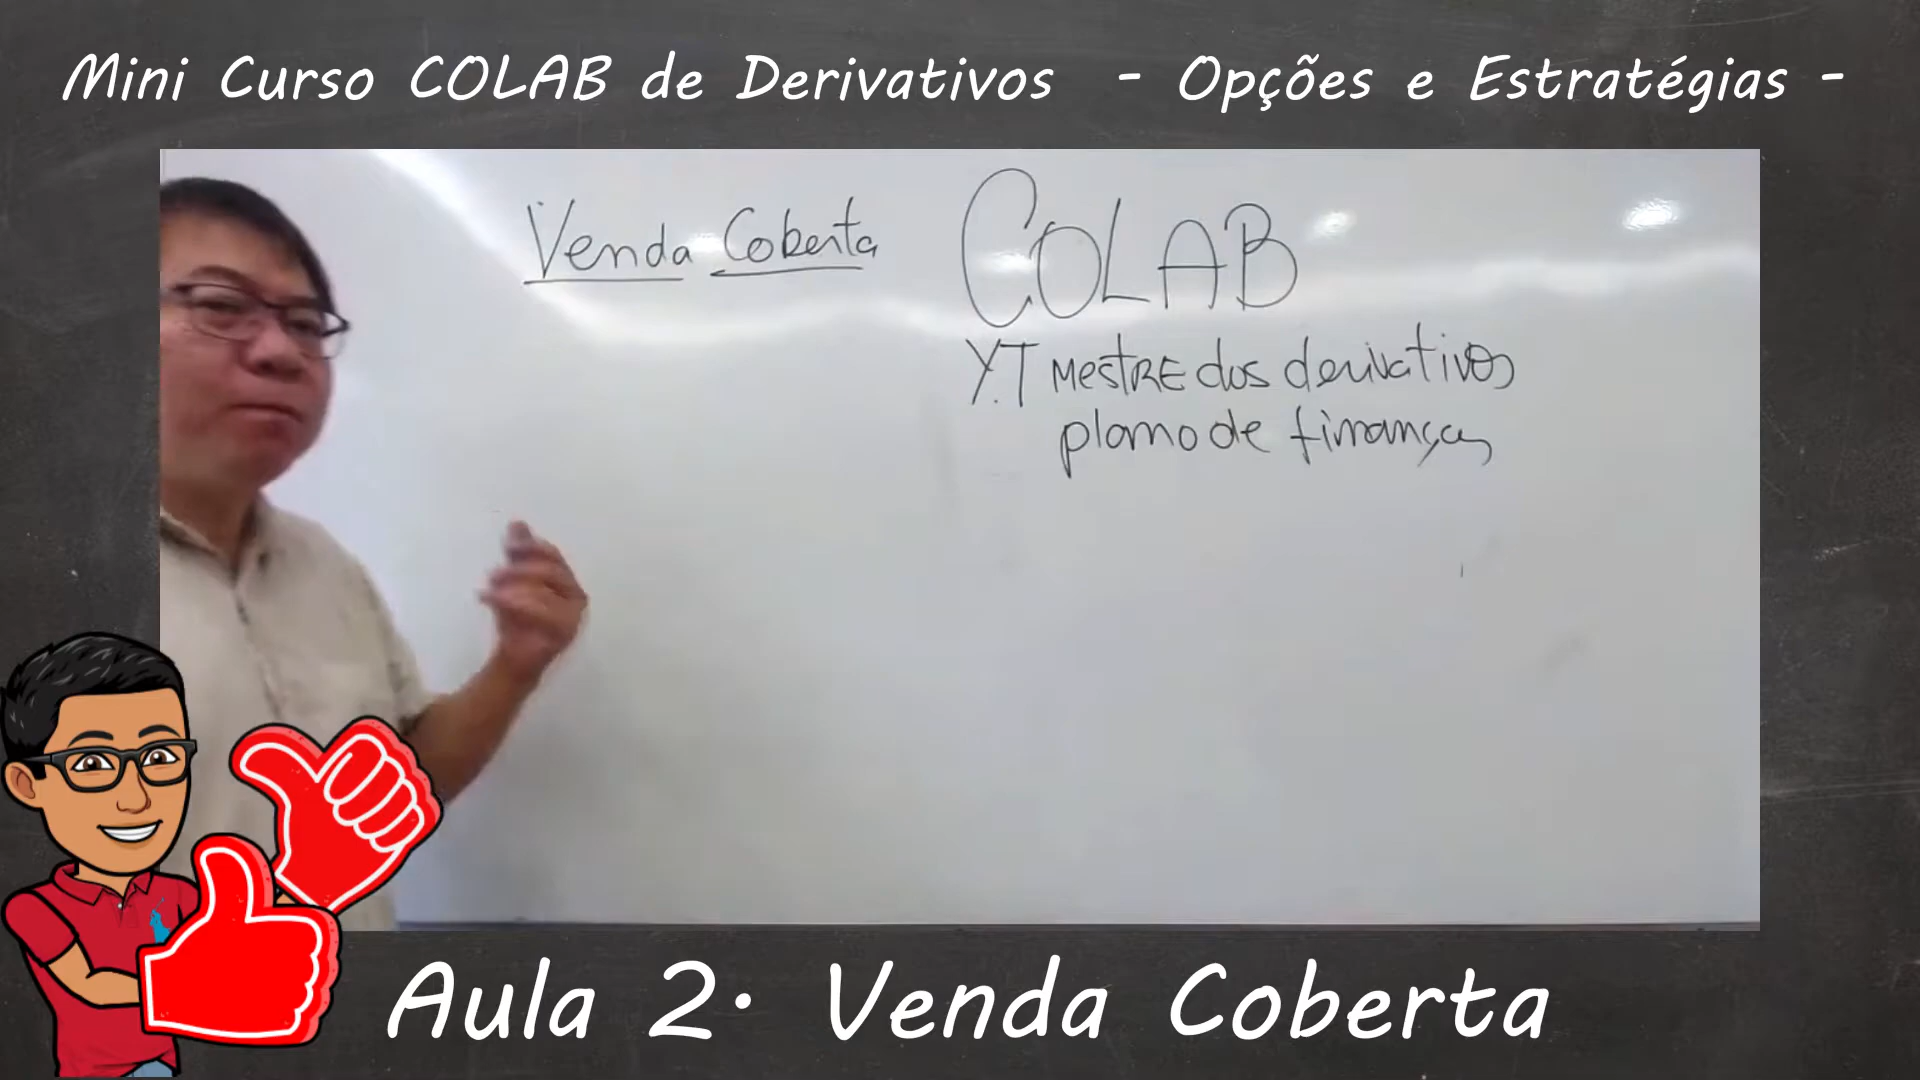 Mini Curso COLAB de Derivativos - Opções e Estratégias -
Venda Coberta
COLAB
Y.T MESTRE dos derivativos
plano de finanças
Aula 2. Venda Coberta